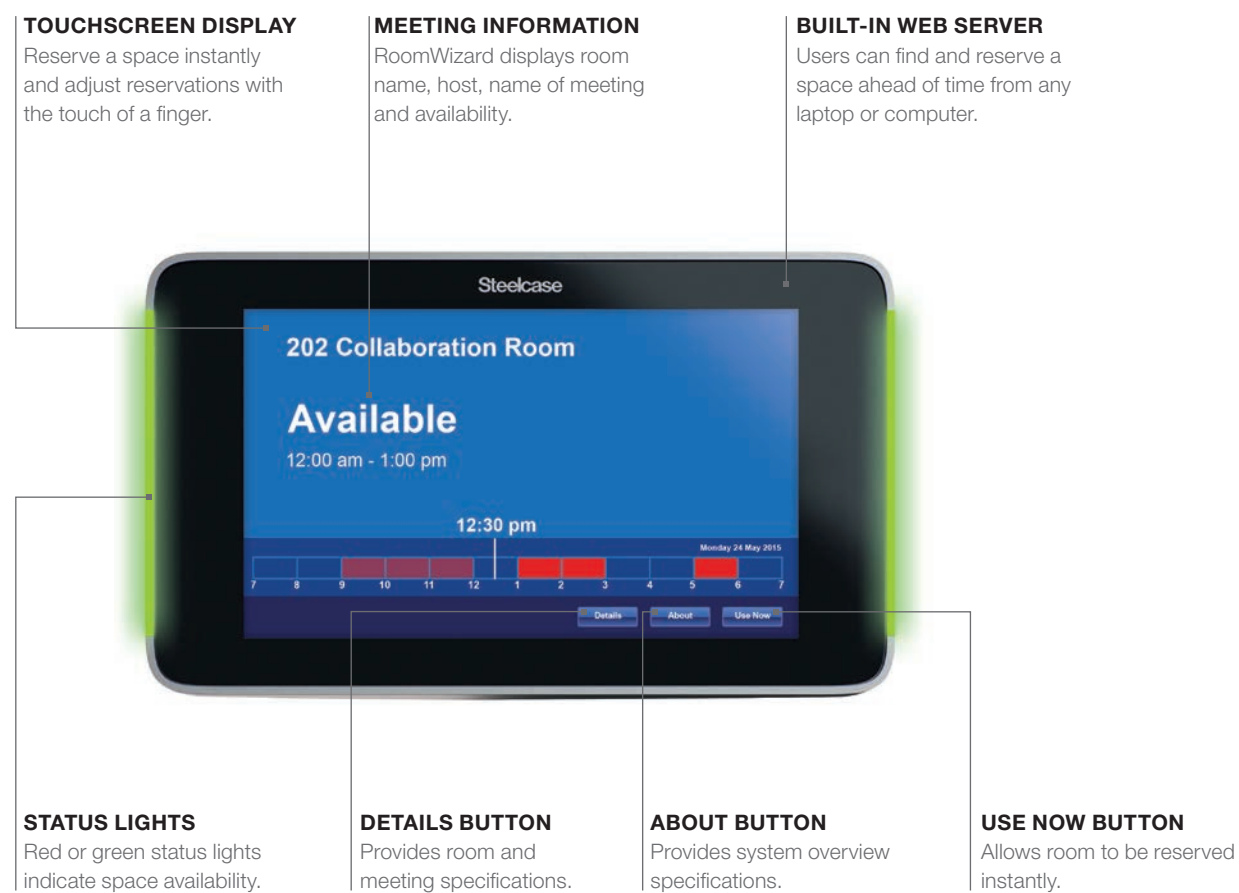 TOUCHSCREEN DISPLAY
Reserve a space instantly
and adjust reservations with
the touch of a finger.
MEETING INFORMATION
RoomWizard displays room
name, host, name of meeting
and availability.
BUILT-IN WEB SERVER
Users can find and reserve a
space ahead of time from any
laptop or computer.
Steelcase
202 Collaboration Room
Available
12:00 am - 1:00 pm
12:30 pm
Monday 24 May 2015
7 8 9 10 11 12 1 2 3 4 5 6 7
Details About Use Now
STATUS LIGHTS
Red or green status lights
indicate space availability.
DETAILS BUTTON
Provides room and
meeting specifications.
ABOUT BUTTON
Provides system overview
specifications.
USE NOW BUTTON
Allows room to be reserved
instantly.